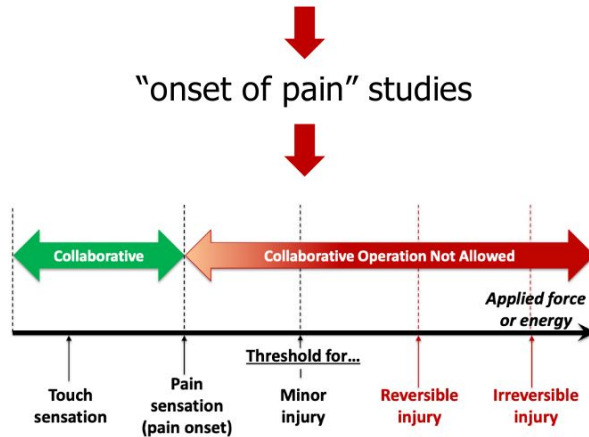 “onset of pain” studies
Collaborative
Collaborative Operation Not Allowed
Applied force
or energy
Threshold for...
Touch
sensation
Pain
sensation
(pain onset)
Minor
injury
Reversible
injury
Irreversible
injury